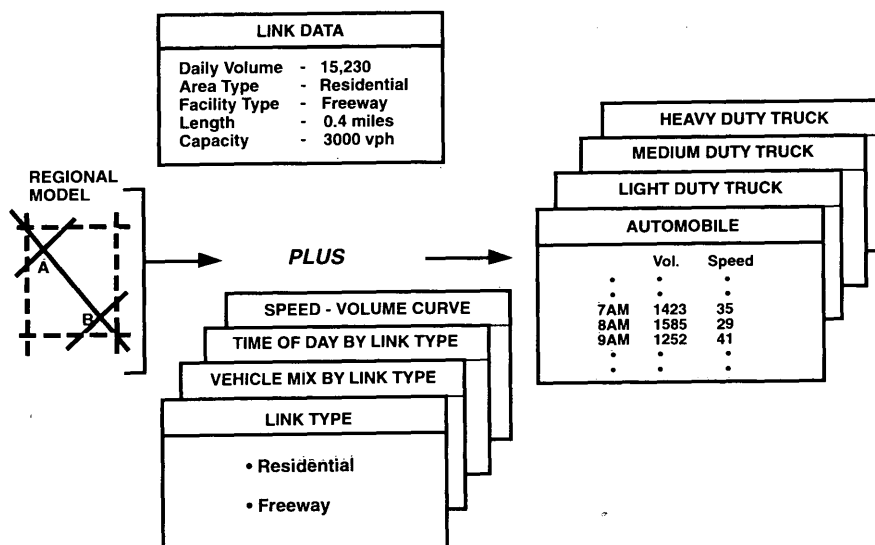 LINK DATA
Daily Volume - 15,230
Area Type - Residential
Facility Type - Freeway
Length - 0.4 miles
Capacity - 3000 vph
REGIONAL
MODEL
A
B
PLUS
SPEED - VOLUME CURVE
TIME OF DAY BY LINK TYPE
VEHICLE MIX BY LINK TYPE
LINK TYPE
• Residential
• Freeway
HEAVY DUTY TRUCK
MEDIUM DUTY TRUCK
LIGHT DUTY TRUCK
AUTOMOBILE
Vol. Speed
• • •
• • •
7AM 1423 35
8AM 1585 29
9AM 1252 41
• • •
• • •